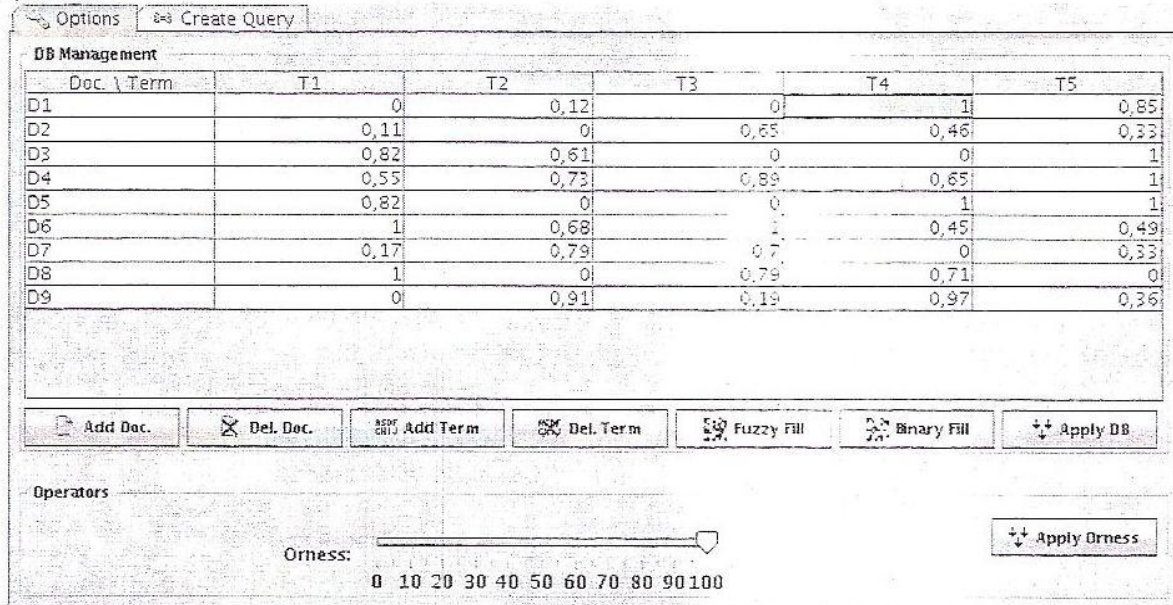 Options Create Query
DB Management
Doc. \ Term T1 T2 T3 T4 T5
D1 0 0,12 0 1 0,85
D2 0,11 0 0,65 0,46 0,33
D3 0,82 0,61 0 0 1
D4 0,55 0,73 0,89 0,65 1
D5 0,82 0 0 1 1
D6 1 0,68 1 0,45 0,49
D7 0,17 0,79 0,7 0 0,33
D8 1 0 0,79 0,71 0
D9 0 0,91 0,19 0,97 0,36
Add Doc. Del. Doc. Add Term Del. Term Fuzzy Fill Binary Fill Apply DB
Operators
Orness: Apply Orness
0 10 20 30 40 50 60 70 80 90 100